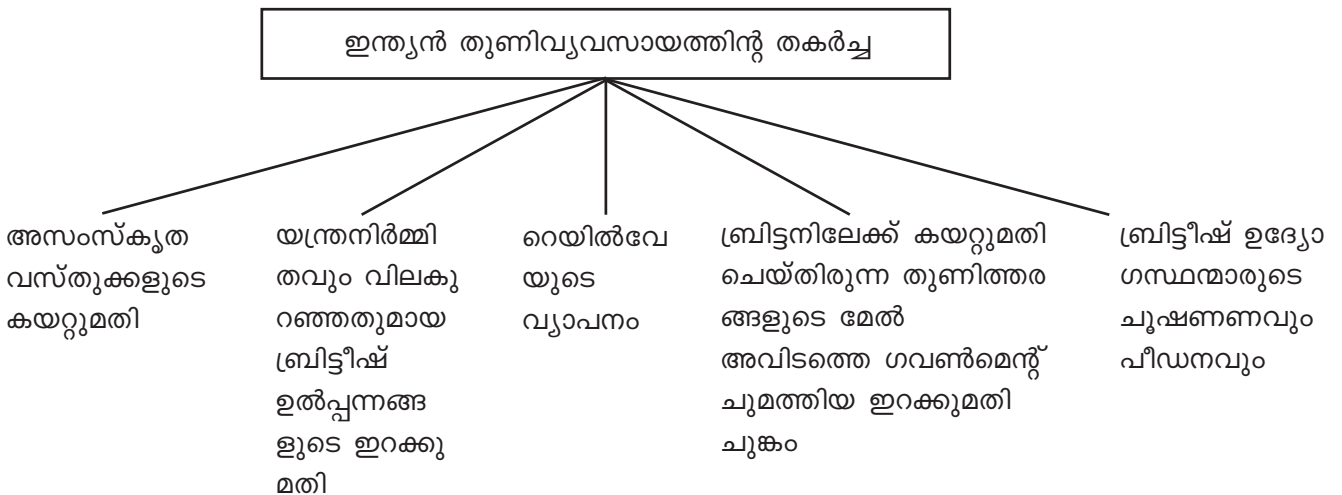 ഇന്ത്യൻ തുണിവ്യവസായത്തിന്റ തകർച്ച
അസംസ്കൃത
വസ്തുക്കളുടെ
കയറ്റുമതി
യന്ത്രനിർമ്മി
തവും വിലകു
റഞ്ഞതുമായ
ബ്രിട്ടീഷ്
ഉൽപ്പന്നങ്ങ
ളുടെ ഇറക്കു
മതി
റെയിൽവേ
യുടെ
വ്യാപനം
ബ്രിട്ടനിലേക്ക് കയറ്റുമതി
ചെയ്തിരുന്ന തുണിത്തര
ങ്ങളുടെ മേൽ
അവിടത്തെ ഗവൺമെന്റ്
ചുമത്തിയ ഇറക്കുമതി
ചുങ്കം
ബ്രിട്ടീഷ് ഉദ്യോ
ഗസ്ഥന്മാരുടെ
ചൂഷണണവും
പീഡനവും